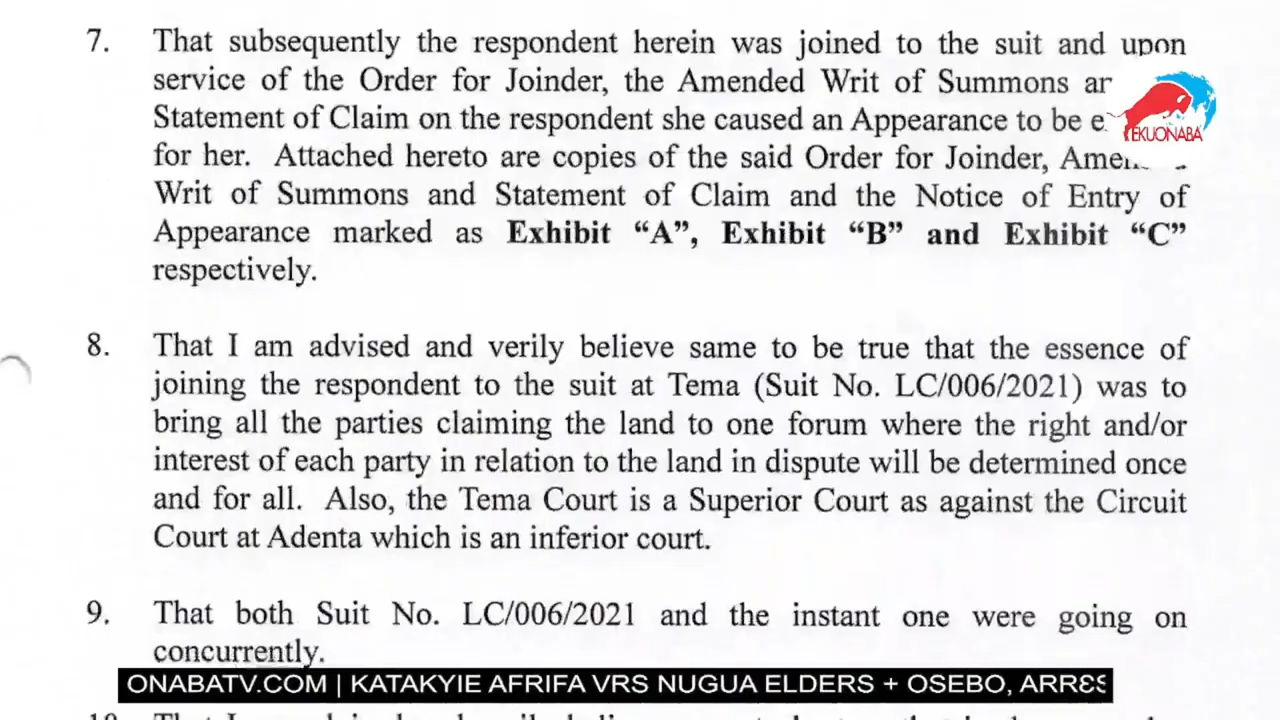 7. That subsequently the respondent herein was joined to the suit and upon
service of the Order for Joinder, the Amended Writ of Summons
Statement of Claim on the respondent she caused an Appearance to be
for her. Attached hereto are copies of the said Order for Joinder,
Writ of Summons and Statement of Claim and the Notice of Entry of
Appearance marked as Exhibit “A”, Exhibit “B” and Exhibit “C”
respectively.
EKUONABA
8. That I am advised and verily believe same to be true that the essence of
joining the respondent to the suit at Tema (Suit No. LC/006/2021) was to
bring all the parties claiming the land to one forum where the right and/or
interest of each party in relation to the land in dispute will be determined once
and for all. Also, the Tema Court is a Superior Court as against the Circuit
Court at Adenta which is an inferior court.
9. That both Suit No. LC/006/2021 and the instant one were going on
concurrently.
ONABATV.COM | KATAKYIE AFRIFA VRS NUGUA ELDERS + OSEBO, ARRƐS